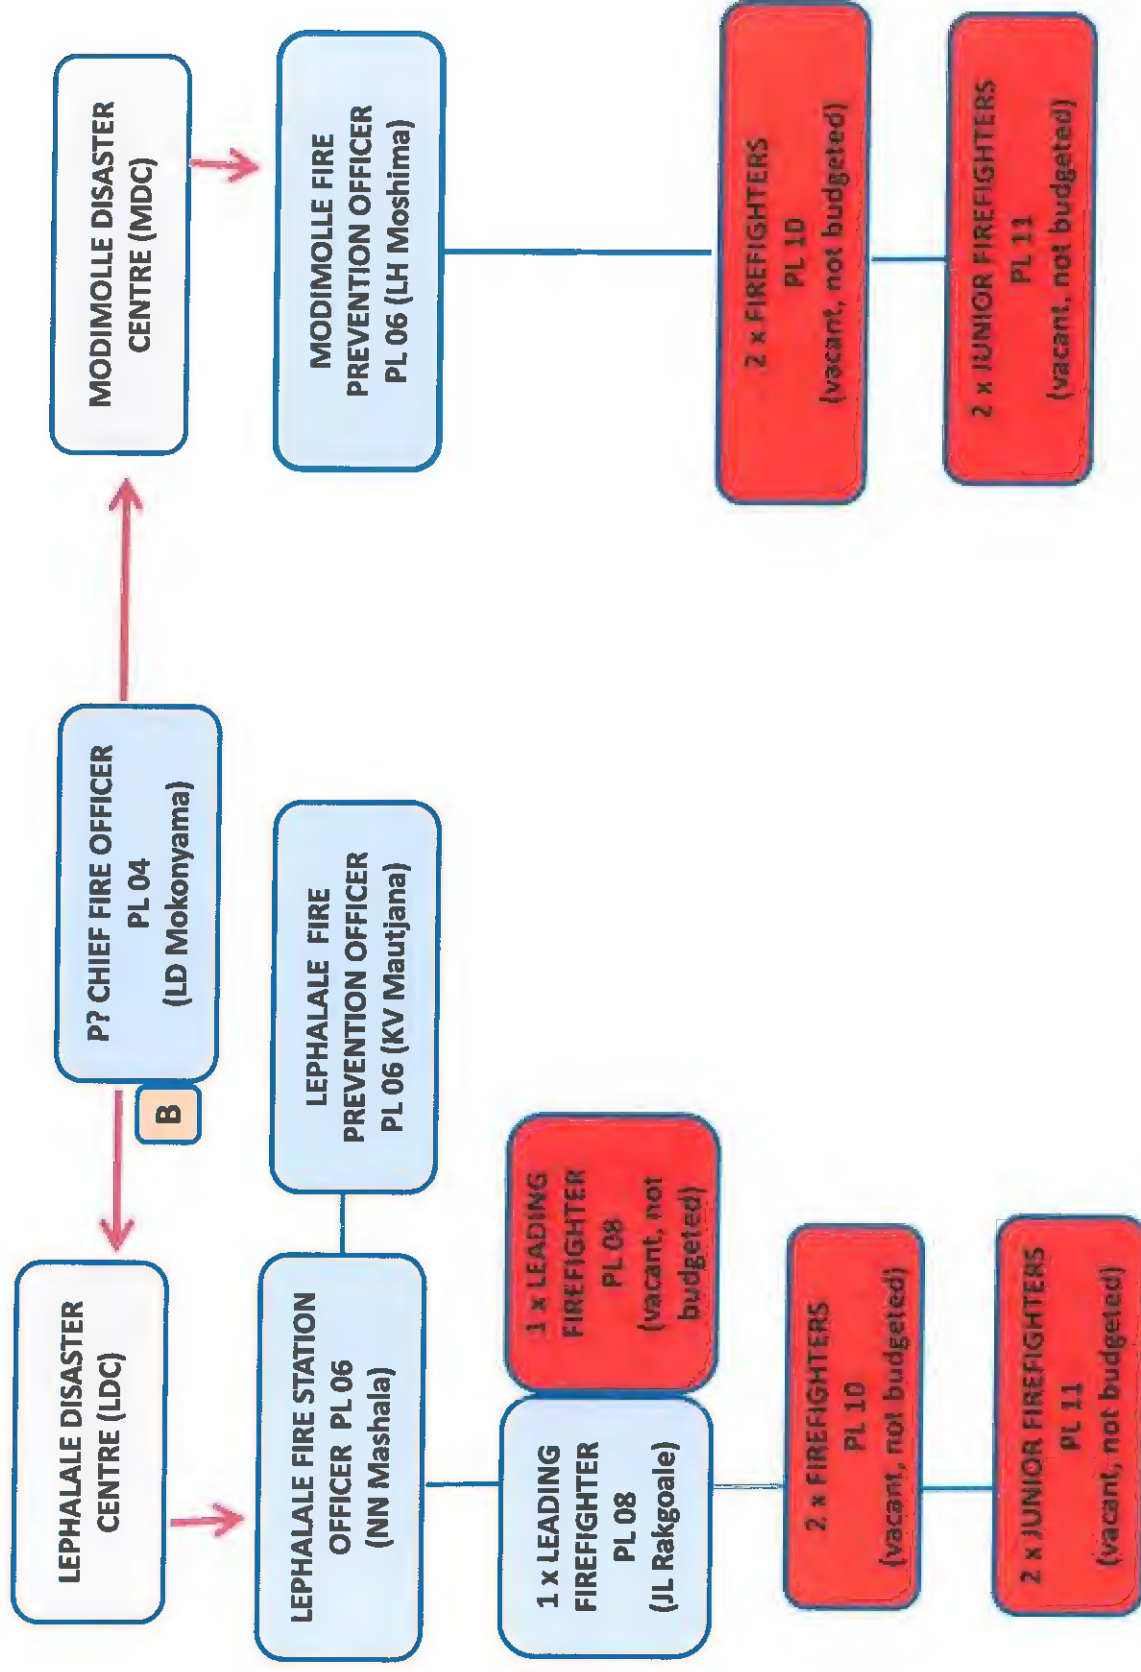 P? CHIEF FIRE OFFICER
PL 04
(LD Mokonyama)
B
LEPHALALE DISASTER
CENTRE (LDC)
MODIMOLLE DISASTER
CENTRE (MDC)
LEPHALALE FIRE STATION
OFFICER PL 06
(NN Mashala)
LEPHALALE FIRE
PREVENTION OFFICER
PL 06 (KV Mautjana)
MODIMOLLE FIRE
PREVENTION OFFICER
PL 06 (LH Moshima)
1 x LEADING
FIREFIGHTER
PL 08
(JL Rakgoale)
1 x LEADING
FIREFIGHTER
PL 08
(vacant, not
budgeted)
2 x FIREFIGHTERS
PL 10
(vacant, not budgeted)
2 x JUNIOR FIREFIGHTERS
PL 11
(vacant, not budgeted)
2 x FIREFIGHTERS
PL 10
(vacant, not budgeted)
2 x JUNIOR FIREFIGHTERS
PL 11
(vacant, not budgeted)